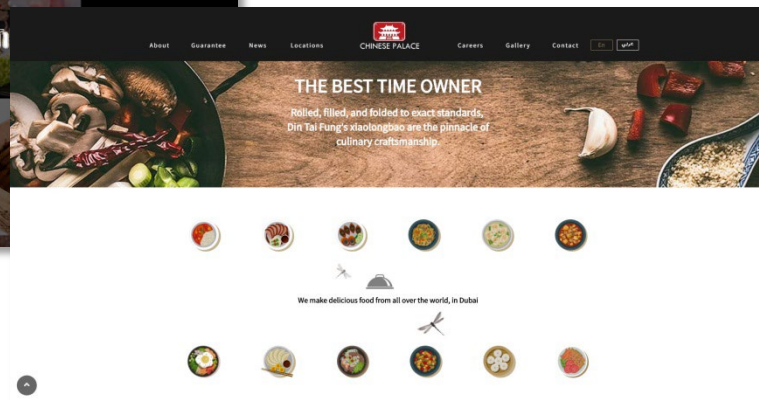 About Guarantee News Locations CHINESE PALACE Careers Gallery Contact En عربي
THE BEST TIME OWNER
Rolled, filled, and folded to exact standards,
Din Tai Fung's xiaolongbao are the pinnacle of
culinary craftsmanship.
We make delicious food from all over the world, in Dubai